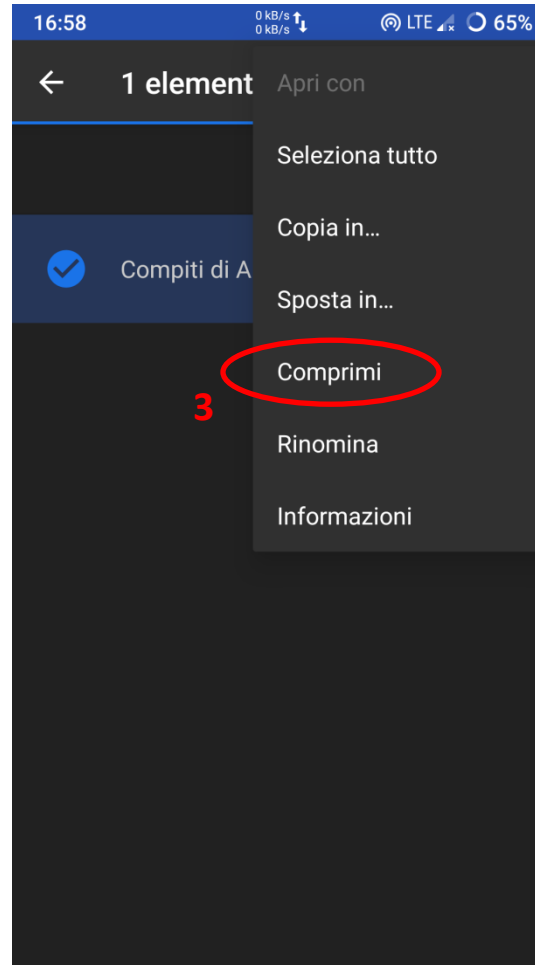 16:58 0 kB/s LTE 65%
0 kB/s
1 element
Apri con
Seleziona tutto
Copia in...
Compiti di A
Sposta in...
Comprimi
3
Rinomina
Informazioni